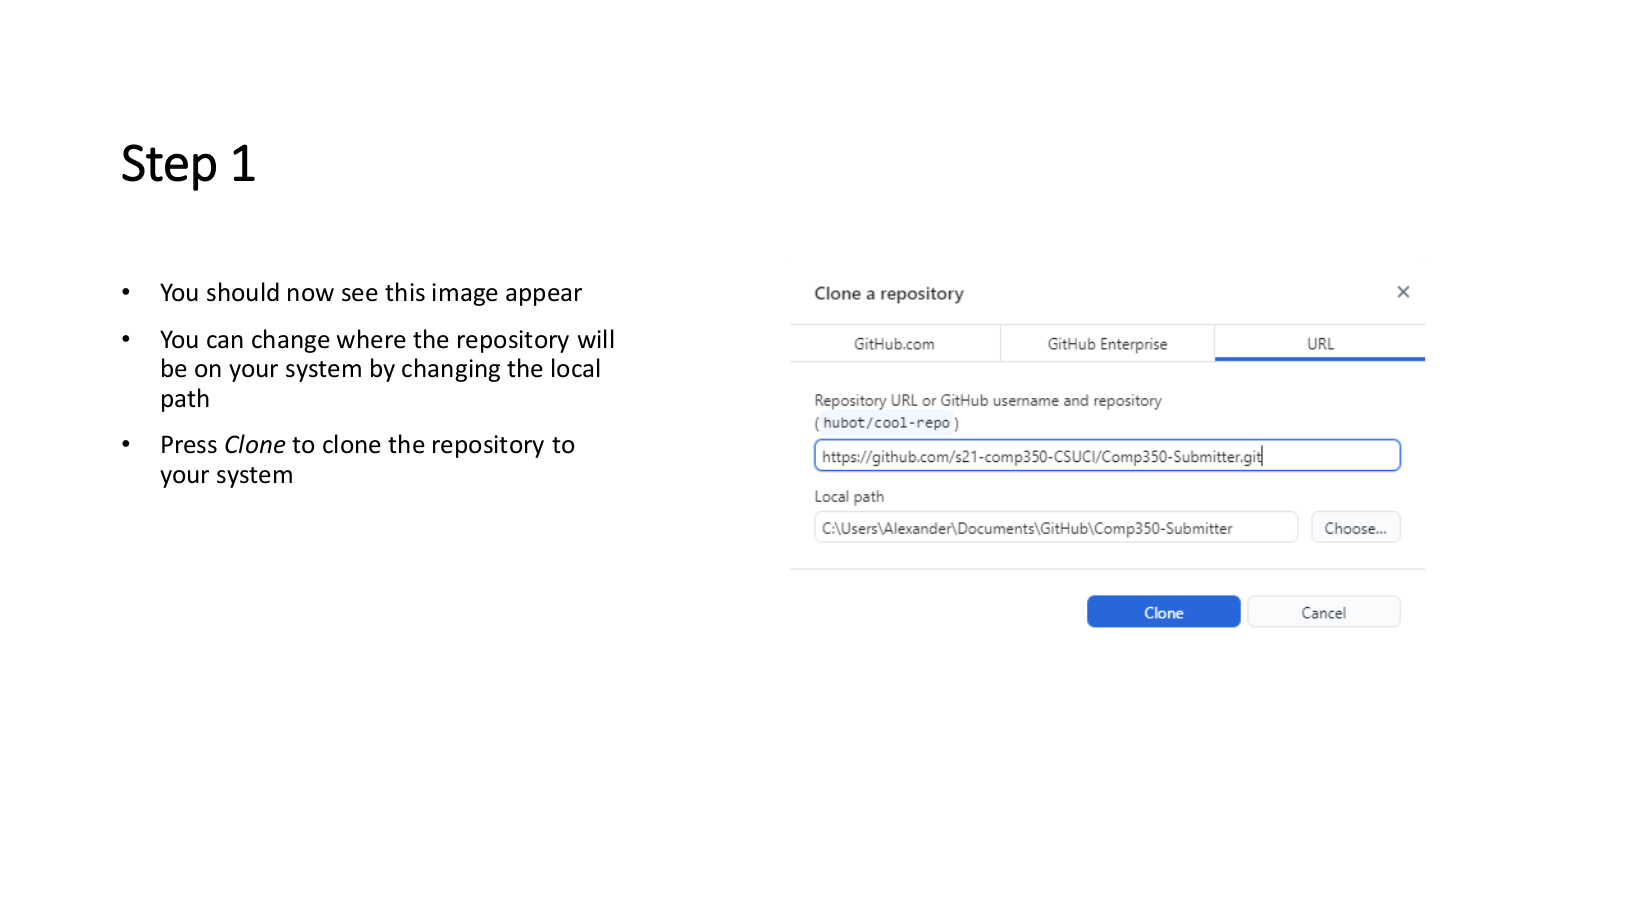 Step 1
• You should now see this image appear
• You can change where the repository will
be on your system by changing the local
path
• Press Clone to clone the repository to
your system
Clone a repository ×
GitHub.com GitHub Enterprise URL
Repository URL or GitHub username and repository
( hubot/cool-repo )
https://github.com/s21-comp350-CSUCI/Comp350-Submitter.git
Local path
C:\Users\Alexander\Documents\GitHub\Comp350-Submitter Choose...
Clone Cancel